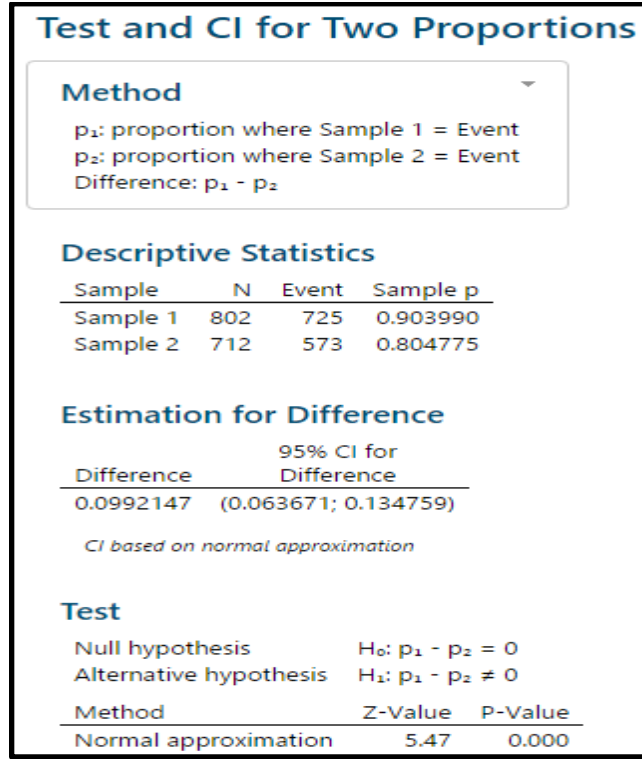 Test and CI for Two Proportions
Method
p₁: proportion where Sample 1 = Event
p₂: proportion where Sample 2 = Event
Difference: p₁ - p₂
Descriptive Statistics
Sample N Event Sample p
Sample 1 802 725 0.903990
Sample 2 712 573 0.804775
Estimation for Difference
95% CI for
Difference Difference
0.0992147 (0.063671; 0.134759)
CI based on normal approximation
Test
Null hypothesis H₀: p₁ - p₂ = 0
Alternative hypothesis H₁: p₁ - p₂ ≠ 0
Method Z-Value P-Value
Normal approximation 5.47 0.000